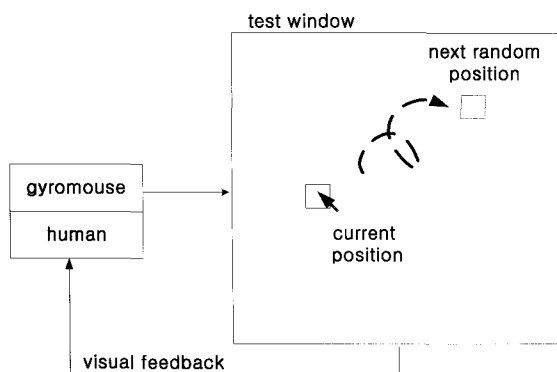 test window
next random
position
gyromouse
human
current
position
visual feedback